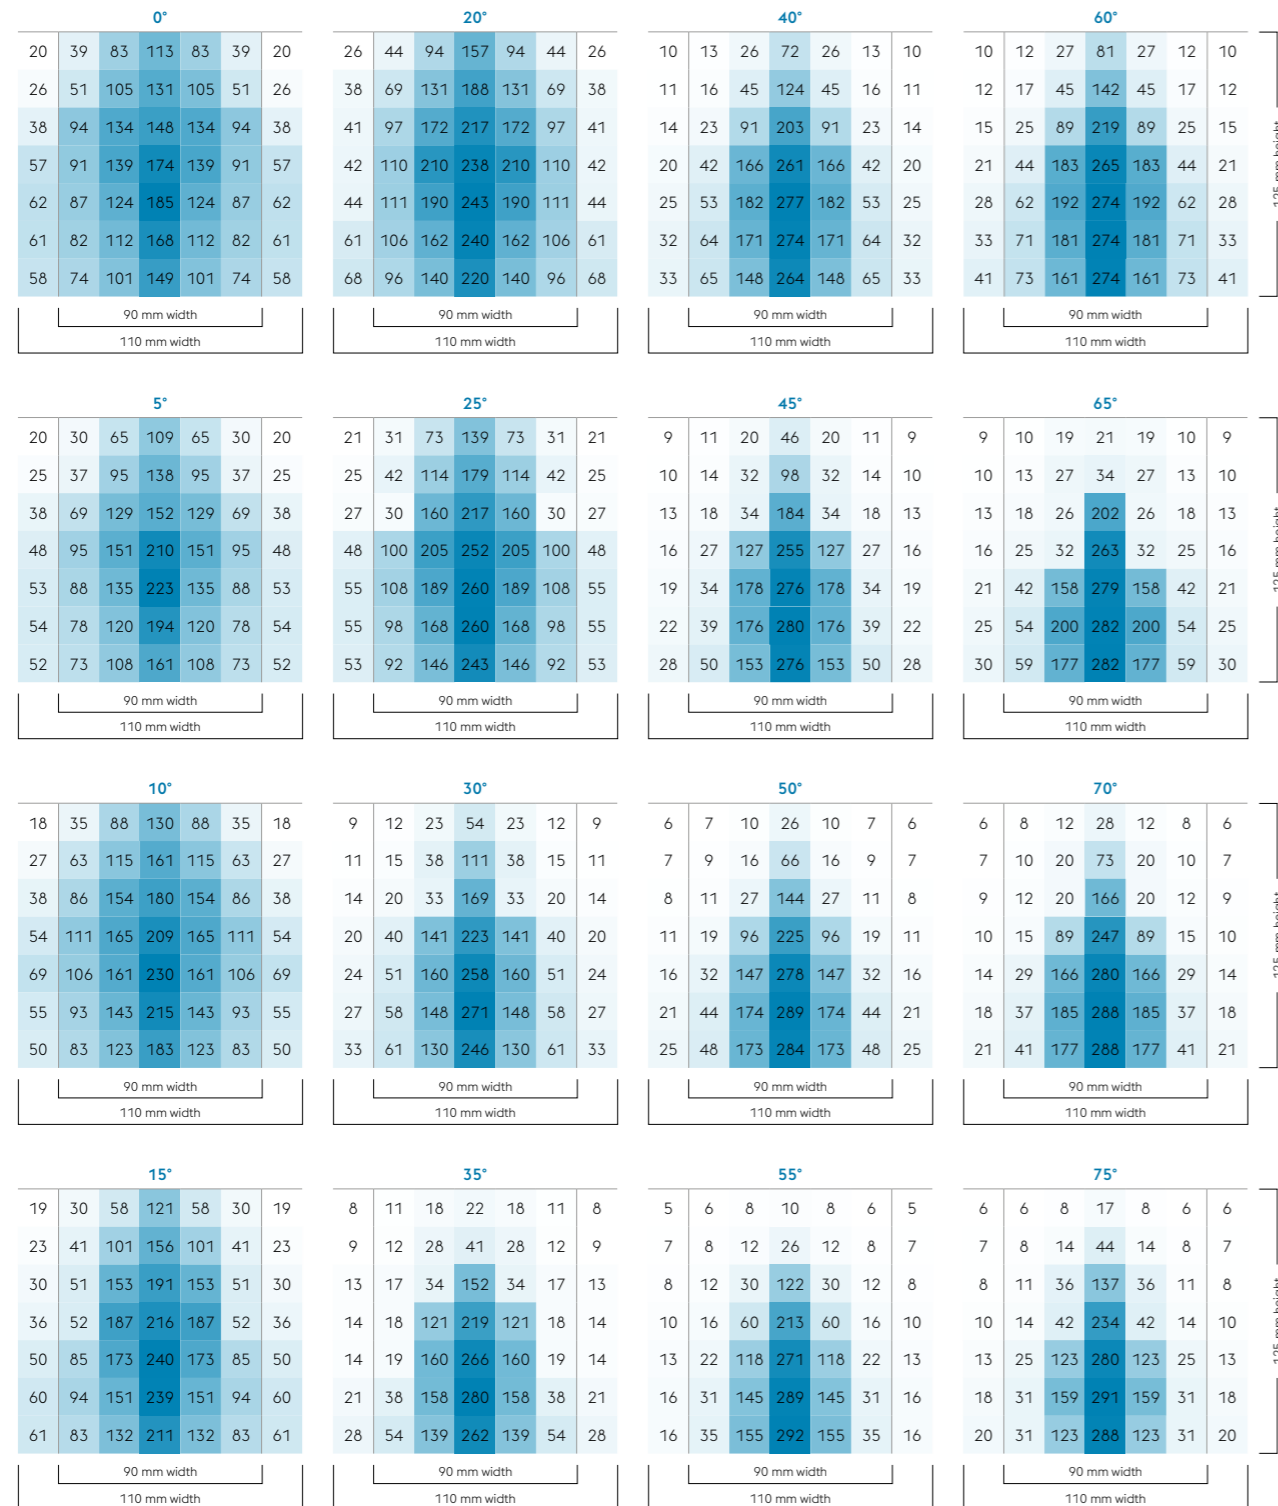 0° 20° 40° 60°
20 39 83 113 83 39 20 26 44 94 157 94 44 26 10 13 26 72 26 13 10 10 12 27 81 27 12 10
26 51 105 131 105 51 26 38 69 131 188 131 69 38 11 16 45 124 45 16 11 12 17 45 142 45 17 12
38 94 134 148 134 94 38 41 97 172 217 172 97 41 14 23 91 203 91 23 14 15 25 89 219 89 25 15
57 91 139 174 139 91 57 42 110 210 238 210 110 42 20 42 166 261 166 42 20 21 44 183 265 183 44 21
62 87 124 185 124 87 62 44 111 190 243 190 111 44 25 53 182 277 182 53 25 28 62 192 274 192 62 28
61 82 112 168 112 82 61 61 106 162 240 162 106 61 32 64 171 274 171 64 32 33 71 181 274 181 71 33
58 74 101 149 101 74 58 68 96 140 220 140 96 68 33 65 148 264 148 65 33 41 73 161 274 161 73 41
125 mm height
90 mm width 90 mm width 90 mm width 90 mm width
110 mm width 110 mm width 110 mm width 110 mm width
5° 25° 45° 65°
20 30 65 109 65 30 20 21 31 73 139 73 31 21 9 11 20 46 20 11 9 9 10 19 21 19 10 9
25 37 95 138 95 37 25 25 42 114 179 114 42 25 10 14 32 98 32 14 10 10 13 27 34 27 13 10
38 69 129 152 129 69 38 27 30 160 217 160 30 27 13 18 34 184 34 18 13 13 18 26 202 26 18 13
48 95 151 210 151 95 48 48 100 205 252 205 100 48 16 27 127 255 127 27 16 16 25 32 263 32 25 16
53 88 135 223 135 88 53 55 108 189 260 189 108 55 19 34 178 276 178 34 19 21 42 158 279 158 42 21
54 78 120 194 120 78 54 55 98 168 260 168 98 55 22 39 176 280 176 39 22 25 54 200 282 200 54 25
52 73 108 161 108 73 52 53 92 146 243 146 92 53 28 50 153 276 153 50 28 30 59 177 282 177 59 30
125 mm height
90 mm width 90 mm width 90 mm width 90 mm width
110 mm width 110 mm width 110 mm width 110 mm width
10° 30° 50° 70°
18 35 88 130 88 35 18 9 12 23 54 23 12 9 6 7 10 26 10 7 6 6 8 12 28 12 8 6
27 63 115 161 115 63 27 11 15 38 111 38 15 11 7 9 16 66 16 9 7 7 10 20 73 20 10 7
38 86 154 180 154 86 38 14 20 33 169 33 20 14 8 11 27 144 27 11 8 9 12 20 166 20 12 9
54 111 165 209 165 111 54 20 40 141 223 141 40 20 11 19 96 225 96 19 11 10 15 89 247 89 15 10
69 106 161 230 161 106 69 24 51 160 258 160 51 24 16 32 147 278 147 32 16 14 29 166 280 166 29 14
55 93 143 215 143 93 55 27 58 148 271 148 58 27 21 44 174 289 174 44 21 18 37 185 288 185 37 18
50 83 123 183 123 83 50 33 61 130 246 130 61 33 25 48 173 284 173 48 25 21 41 177 288 177 41 21
125 mm height
90 mm width 90 mm width 90 mm width 90 mm width
110 mm width 110 mm width 110 mm width 110 mm width
15° 35° 55° 75°
19 30 58 121 58 30 19 8 11 18 22 18 11 8 5 6 8 10 8 6 5 6 6 8 17 8 6 6
23 41 101 156 101 41 23 9 12 28 41 28 12 9 7 8 12 26 12 8 7 7 8 14 44 14 8 7
30 51 153 191 153 51 30 13 17 34 152 34 17 13 8 12 30 122 30 12 8 8 11 36 137 36 11 8
36 52 187 216 187 52 36 14 18 121 219 121 18 14 10 16 60 213 60 16 10 10 14 42 234 42 14 10
50 85 173 240 173 85 50 14 19 160 266 160 19 14 13 22 118 271 118 22 13 13 25 123 280 123 25 13
60 94 151 239 151 94 60 21 38 158 280 158 38 21 16 31 145 289 145 31 16 18 31 159 291 159 31 18
61 83 132 211 132 83 61 28 54 139 262 139 54 28 16 35 155 292 155 35 16 20 31 123 288 123 31 20
125 mm height
90 mm width 90 mm width 90 mm width 90 mm width
110 mm width 110 mm width 110 mm width 110 mm width